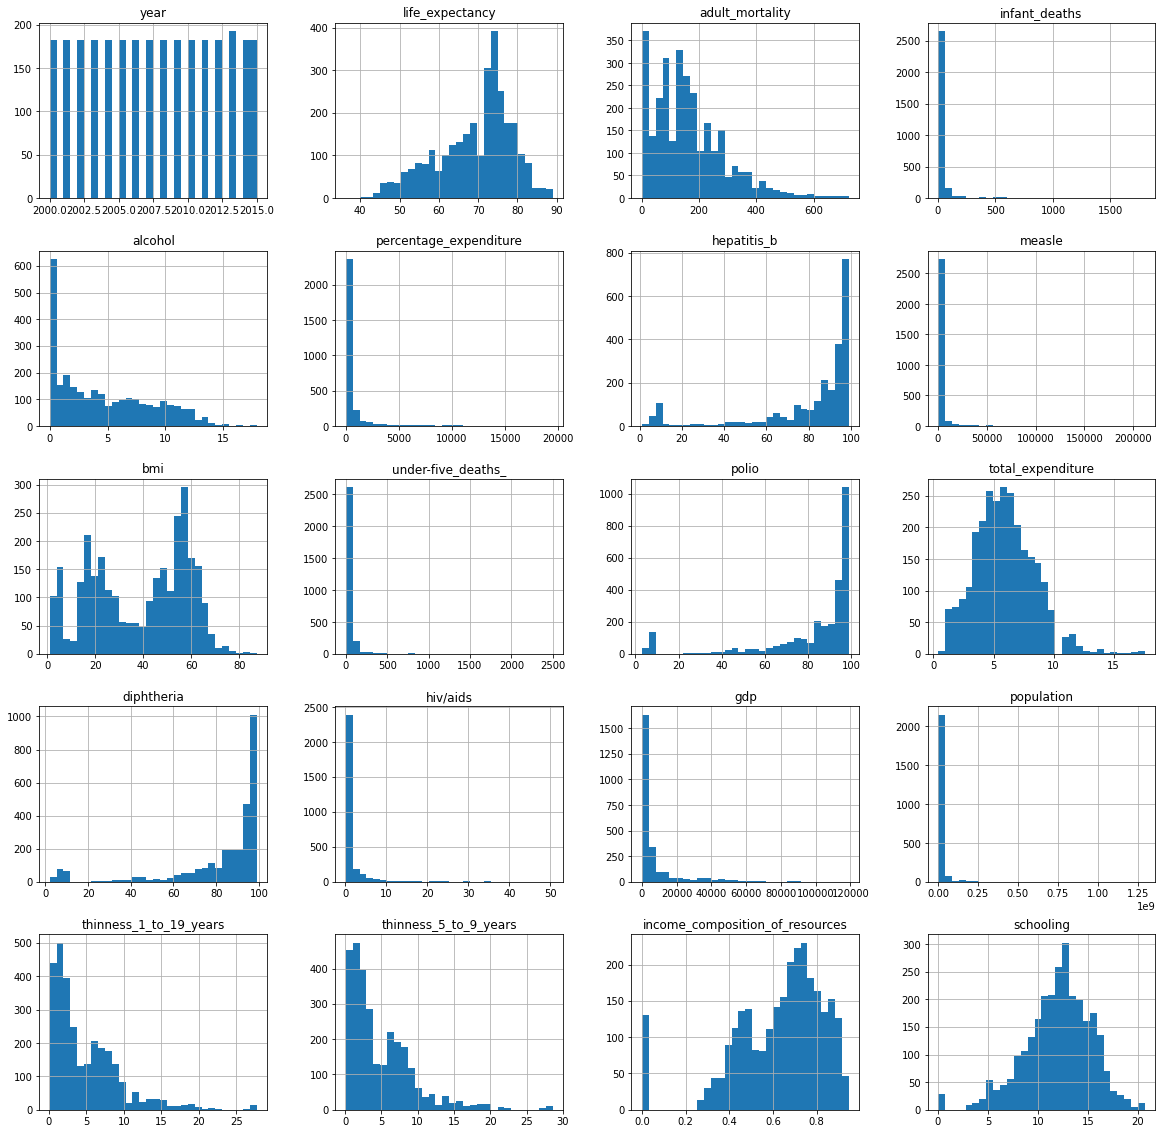 year
200
150
100
50
0
2000.0 2002.5 2005.0 2007.5 2010.0 2012.5 2015.0
life_expectancy
400
300
200
100
0
40 50 60 70 80 90
adult_mortality
350
300
250
200
150
100
50
0
0 200 400 600
infant_deaths
2500
2000
1500
1000
500
0
0 500 1000 1500
alcohol
600
500
400
300
200
100
0
0 5 10 15
percentage_expenditure
2000
1500
1000
500
0
0 5000 10000 15000 20000
hepatitis_b
800
600
400
200
0
0 20 40 60 80 100
measle
2500
2000
1500
1000
500
0
0 50000 100000 150000 200000
bmi
300
250
200
150
100
50
0
0 20 40 60 80
under-five_deaths_
2500
2000
1500
1000
500
0
0 500 1000 1500 2000 2500
polio
1000
800
600
400
200
0
0 20 40 60 80 100
total_expenditure
250
200
150
100
50
0
0 5 10 15
diphtheria
1000
800
600
400
200
0
0 20 40 60 80 100
hiv/aids
2500
2000
1500
1000
500
0
0 10 20 30 40 50
gdp
1500
1250
1000
750
500
250
0
0 20000 40000 60000 80000 100000 120000
population
2000
1500
1000
500
0
0.00 0.25 0.50 0.75 1.00 1.25
1e9
thinness_1_to_19_years
500
400
300
200
100
0
0 5 10 15 20 25
thinness_5_to_9_years
400
300
200
100
0
0 5 10 15 20 25 30
income_composition_of_resources
200
150
100
50
0
0.0 0.2 0.4 0.6 0.8
schooling
300
250
200
150
100
50
0
0 5 10 15 20